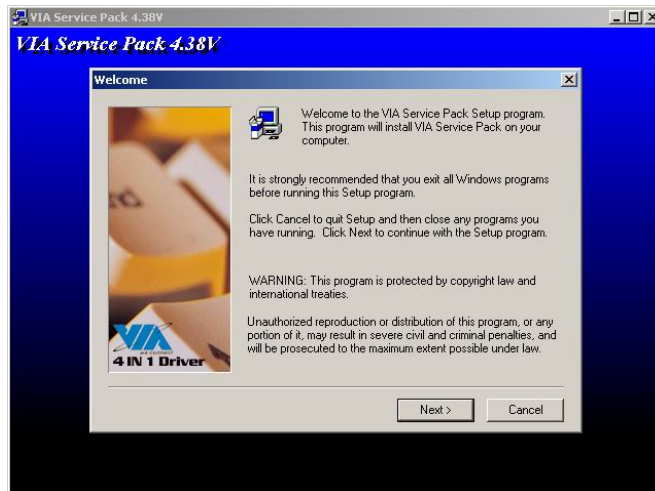 VIA Service Pack 4.38V
VIA Service Pack 4.38V
Welcome
Welcome to the VIA Service Pack Setup program.
This program will install VIA Service Pack on your
computer.
It is strongly recommended that you exit all Windows programs
before running this Setup program.
Click Cancel to quit Setup and then close any programs you
have running. Click Next to continue with the Setup program.
WARNING: This program is protected by copyright law and
international treaties.
Unauthorized reproduction or distribution of this program, or any
portion of it, may result in severe civil and criminal penalties, and
will be prosecuted to the maximum extent possible under law.
VIA
we connect
4 IN 1 Driver
Next >
Cancel